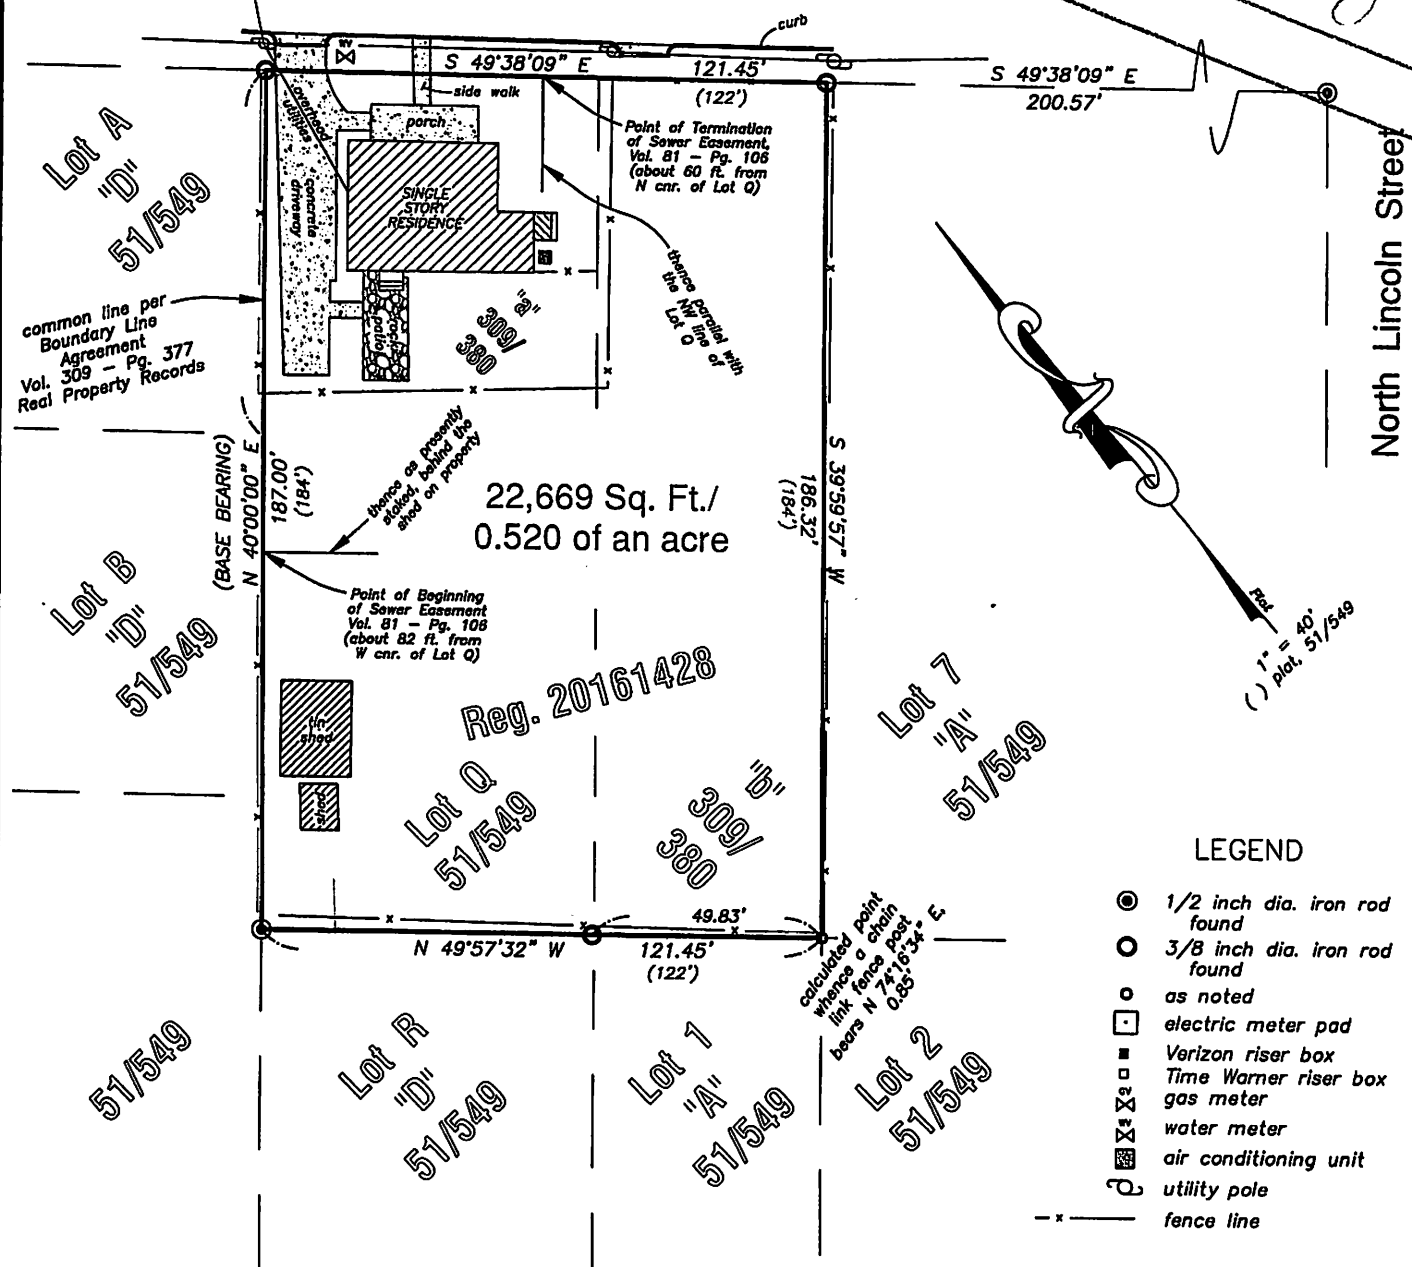 curb
S 49°38'09" E
121.45'
(122')
S 49°38'09" E
200.57'
North Lincoln Street
WV
side walk
porch
overhead
utilities
concrete
driveway
SINGLE
STORY
RESIDENCE
rock
patio
Point of Termination
of Sewer Easement,
Vol. 81 - Pg. 106
(about 60 ft. from
N cnr. of Lot Q)
thence parallel with
the NW line of
Lot Q
Lot A
"D"
51/549
common line per
Boundary Line
Agreement
Vol. 309 - Pg. 377
Real Property Records
309/ "a"
380
(BASE BEARING)
N 40°00'00" E
187.00'
(184')
thence as presently
staked, behind the
shed on property
22,669 Sq. Ft./
0.520 of an acre
S 39°59'57" W
186.32'
(184')
Plat
1" = 40'
( ) plat, 51/549
Lot B
"D"
51/549
Point of Beginning
of Sewer Easement
Vol. 81 - Pg. 106
(about 82 ft. from
W cnr. of Lot Q)
Reg. 20161428
tin
shed
shed
Lot Q
51/549
"b"
309/
380
Lot 7
"A"
51/549
49.83'
N 49°57'32" W
121.45'
(122')
calculated point
whence a chain
link fence post
bears N 74°16'34" E,
0.85'
51/549
Lot R
"D"
51/549
Lot 1
"A"
51/549
Lot 2
51/549
LEGEND
1/2 inch dia. iron rod
found
3/8 inch dia. iron rod
found
as noted
electric meter pad
Verizon riser box
Time Warner riser box
GV
gas meter
WV
water meter
air conditioning unit
utility pole
fence line